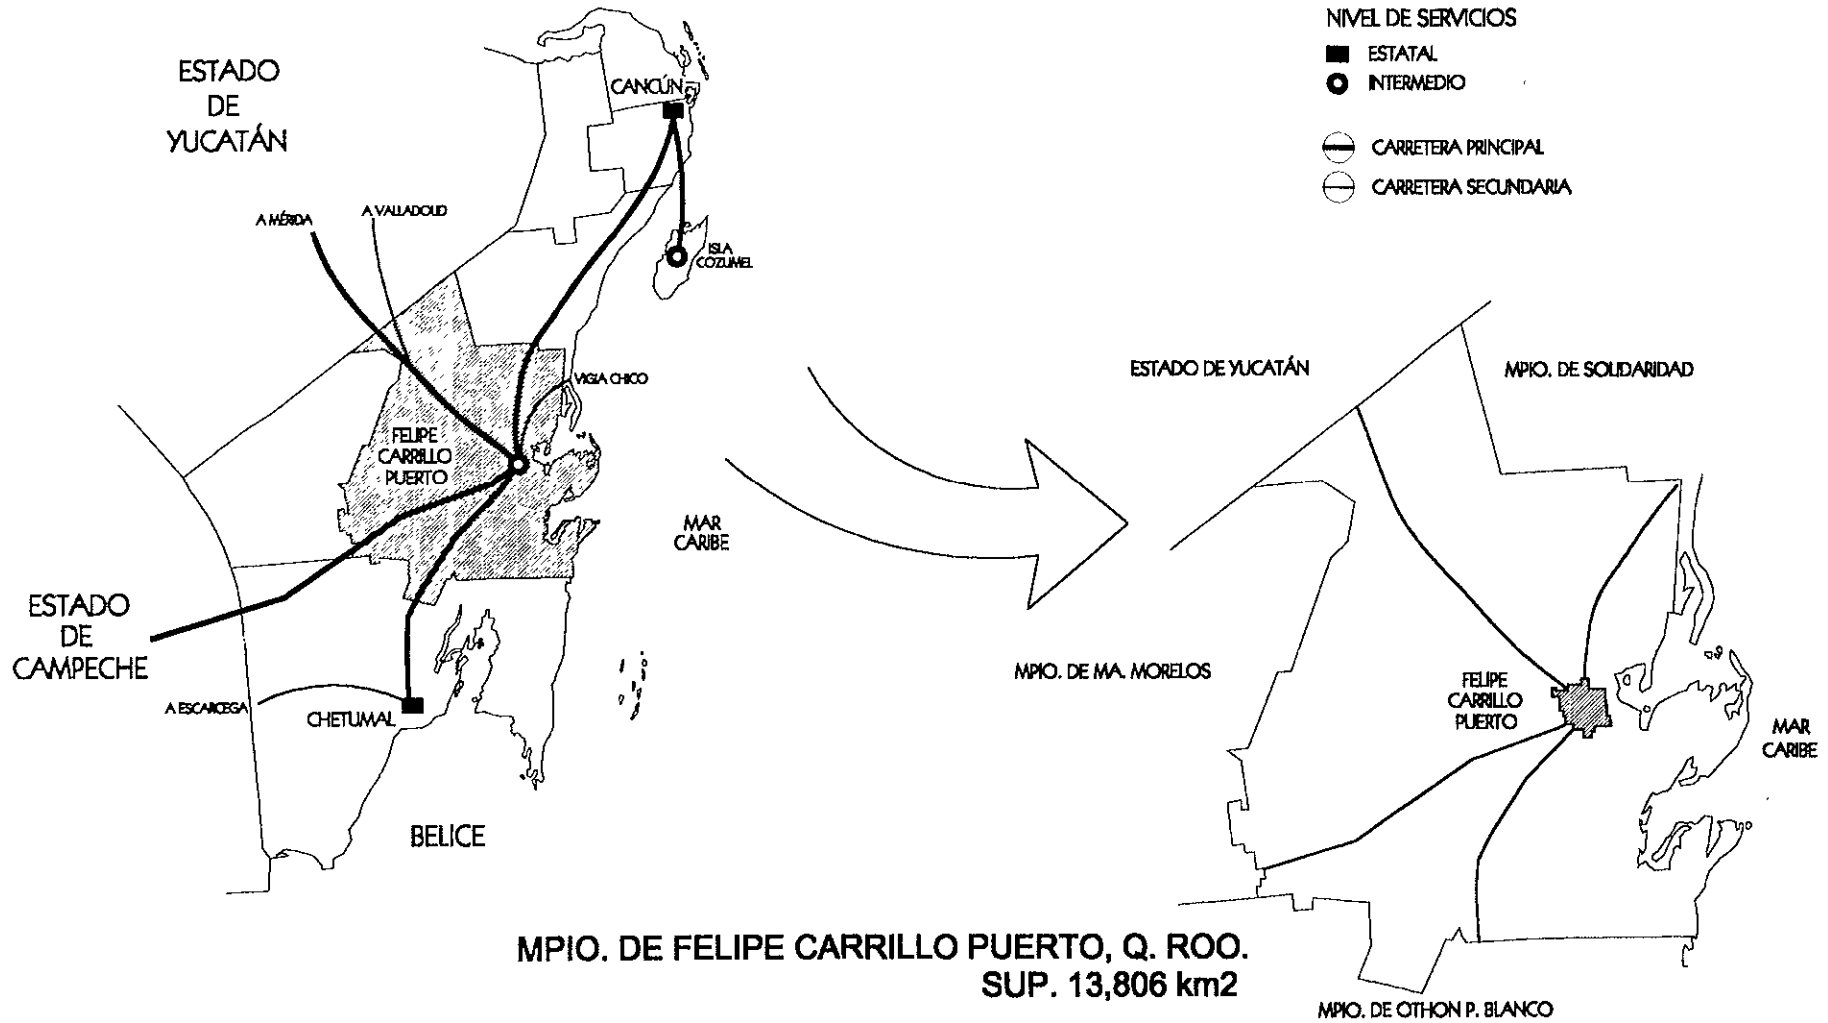 NIVEL DE SERVICIOS
ESTATAL
INTERMEDIO
CARRETERA PRINCIPAL
CARRETERA SECUNDARIA
ESTADO
DE
YUCATÁN
CANCÚN
A MÉRIDA
A VALLADOLID
ISLA
COZUMEL
VIGIA CHICO
FELIPE
CARRILLO
PUERTO
MAR
CARIBE
ESTADO
DE
CAMPECHE
A ESCARCEGA
CHETUMAL
BELICE
ESTADO DE YUCATÁN
MPIO. DE SOLIDARIDAD
MPIO. DE MA. MORELOS
FELIPE
CARRILLO
PUERTO
MAR
CARIBE
MPIO. DE OTHON P. BLANCO
MPIO. DE FELIPE CARRILLO PUERTO, Q. ROO.
SUP. 13,806 km2